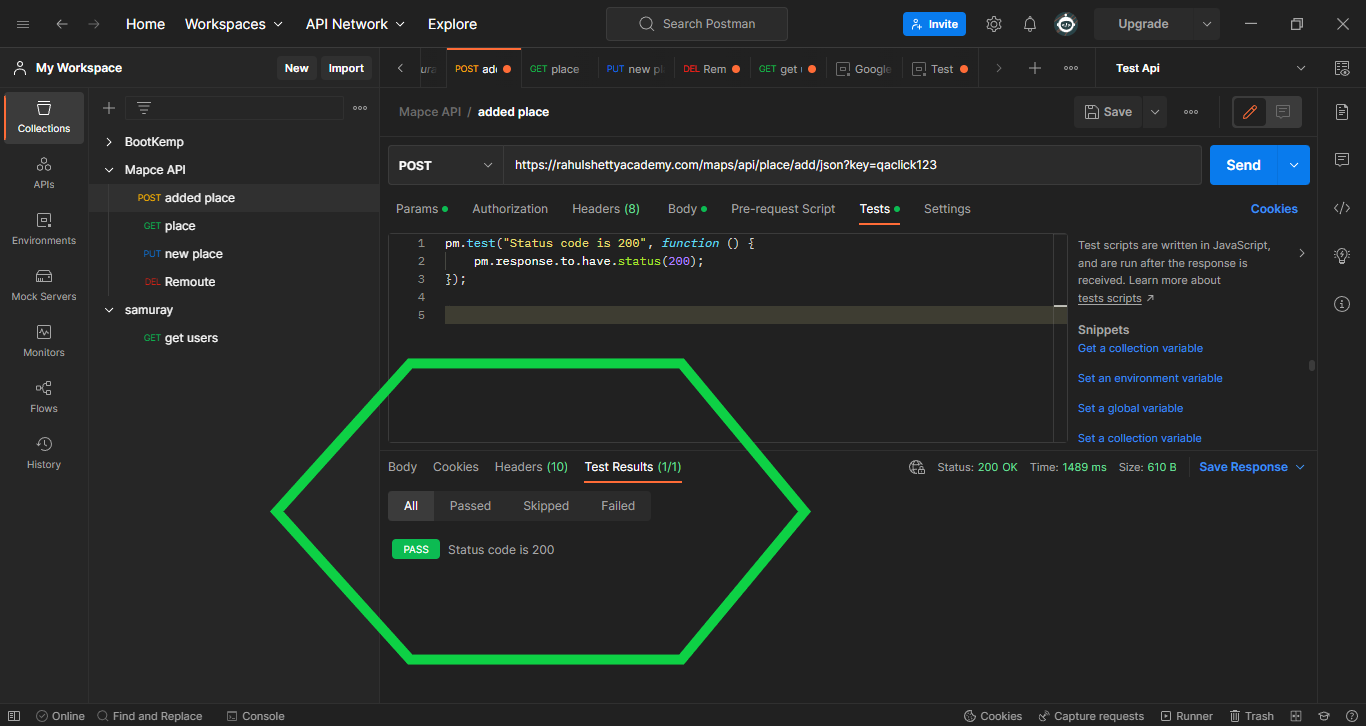 Home Workspaces API Network Explore Search Postman Invite Upgrade
My Workspace New Import
ura POST ad GET place PUT new pl DEL Rem GET get Google Test Test Api
Collections
APIs
Environments
Mock Servers
Monitors
Flows
History
BootKemp
Mapce API
POST added place
GET place
PUT new place
DEL Remoute
samuray
GET get users
Mapce API / added place Save
POST https://rahulshettyacademy.com/maps/api/place/add/json?key=qaclick123 Send
Params Authorization Headers (8) Body Pre-request Script Tests Settings Cookies
1 pm.test("Status code is 200", function () {
2 pm.response.to.have.status(200);
3 });
4
5
Test scripts are written in JavaScript,
and are run after the response is
received. Learn more about
tests scripts ↗
Snippets
Get a collection variable
Set an environment variable
Set a global variable
Set a collection variable
Body Cookies Headers (10) Test Results (1/1) Status: 200 OK Time: 1489 ms Size: 610 B Save Response
All Passed Skipped Failed
PASS Status code is 200
Online Find and Replace Console Cookies Capture requests Runner Trash